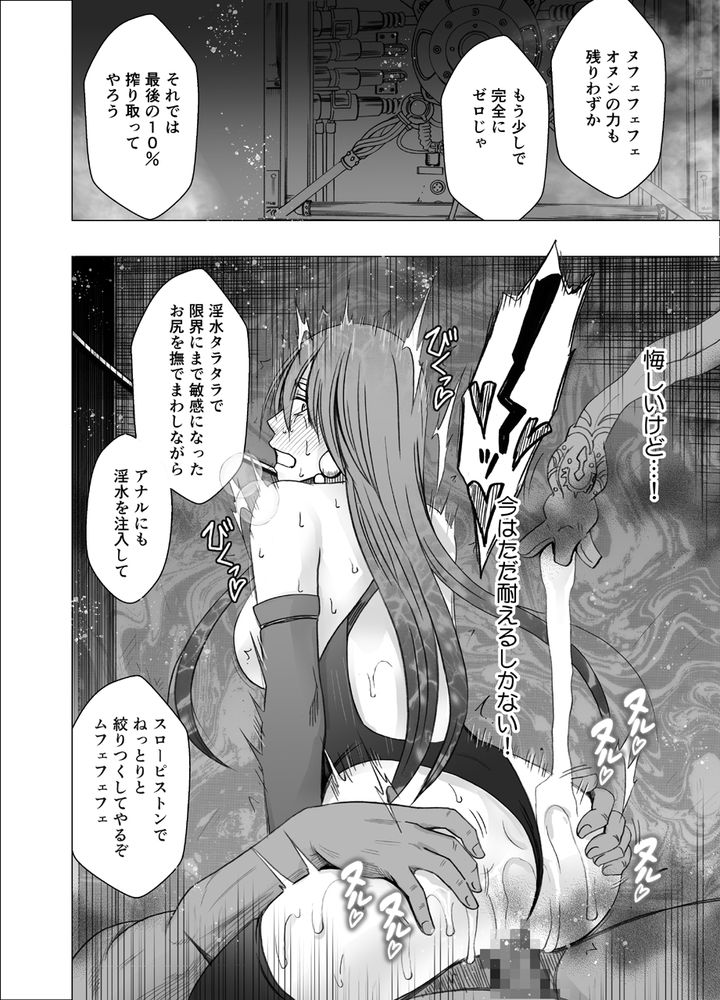 ヌフェフェフェ
オヌシの力も
残りわずか
もう少しで
完全に
ゼロじゃ
それでは
最後の10%
搾り取って
やろう
悔しいけど…!
今はただ耐えるしかない!
びくっ♡
淫水タラタラで
限界にまで敏感になった
お尻を撫でまわしながら
アナルにも
淫水を注入して
びくっ♡
ヌル♡
ヌル♡
スローピストンで
ねっとりと
絞りつくしてやるぞ
ムフェフェフェ
ヌル♡
ヌル♡